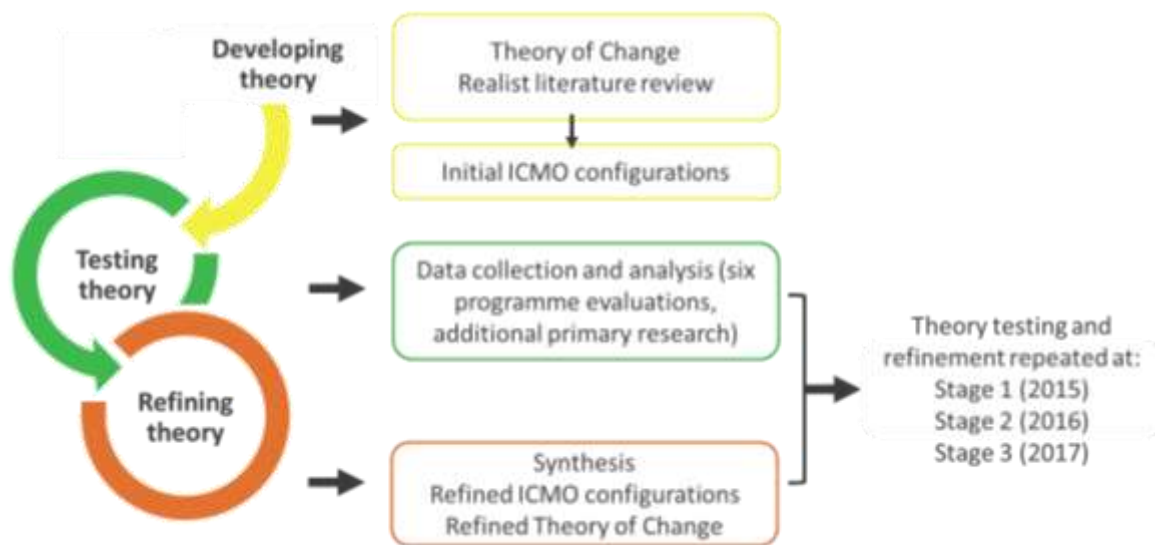 Developing
theory
Theory of Change
Realist literature review
Initial ICMO configurations
Testing
theory
Data collection and analysis (six
programme evaluations,
additional primary research)
Refining
theory
Synthesis
Refined ICMO configurations
Refined Theory of Change
Theory testing and
refinement repeated at:
Stage 1 (2015)
Stage 2 (2016)
Stage 3 (2017)